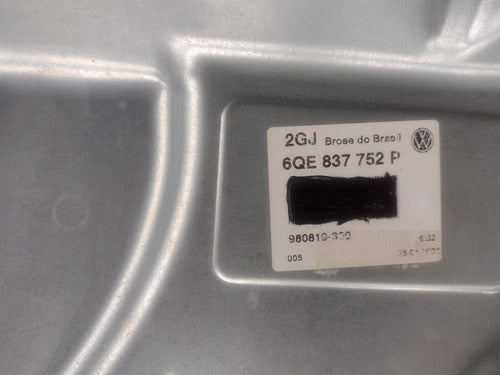 2GJ Brose do Brasil
6QE 837 752 P
980819-300
005